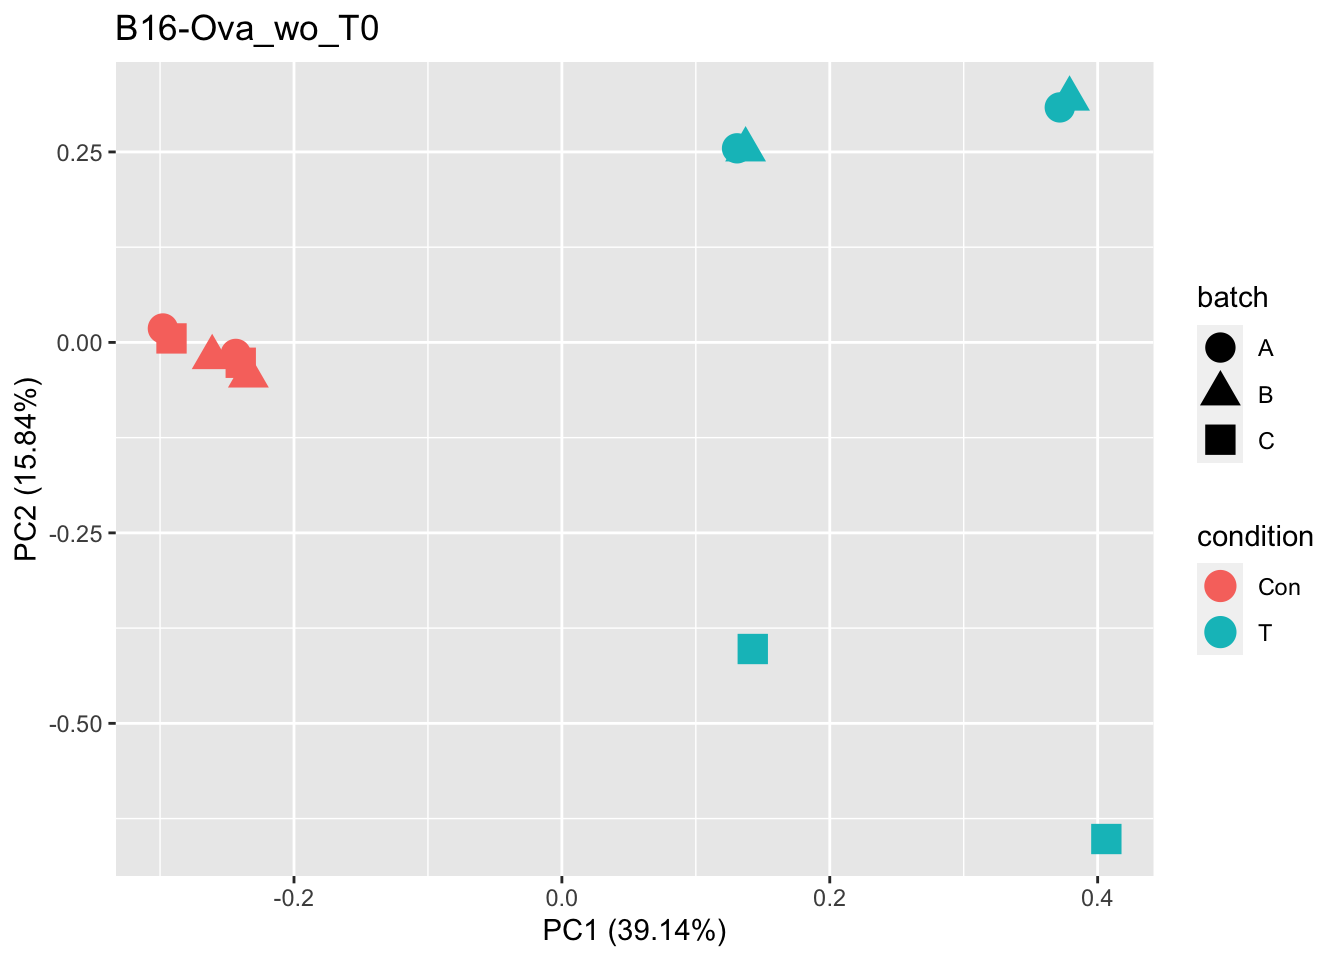 B16-Ova_wo_T0
0.25
0.00
-0.25
-0.50
PC2 (15.84%)
-0.2
0.0
0.2
0.4
PC1 (39.14%)
batch
A
B
C
condition
Con
T